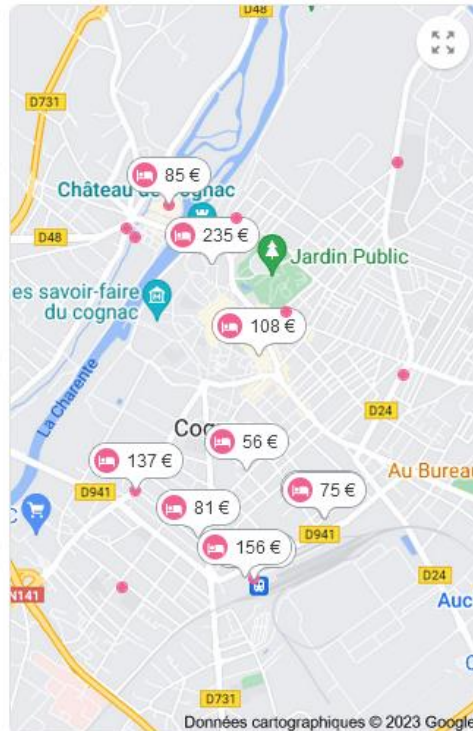 D48
D731
85 €
Château de Cognac
D48
235 €
Jardin Public
es savoir-faire
du cognac
108 €
La Charente
D24
Cog
56 €
137 €
75 €
Au Bureau
D941
81 €
D941
156 €
D24
N141
Auc
D731
Données cartographiques © 2023 Google